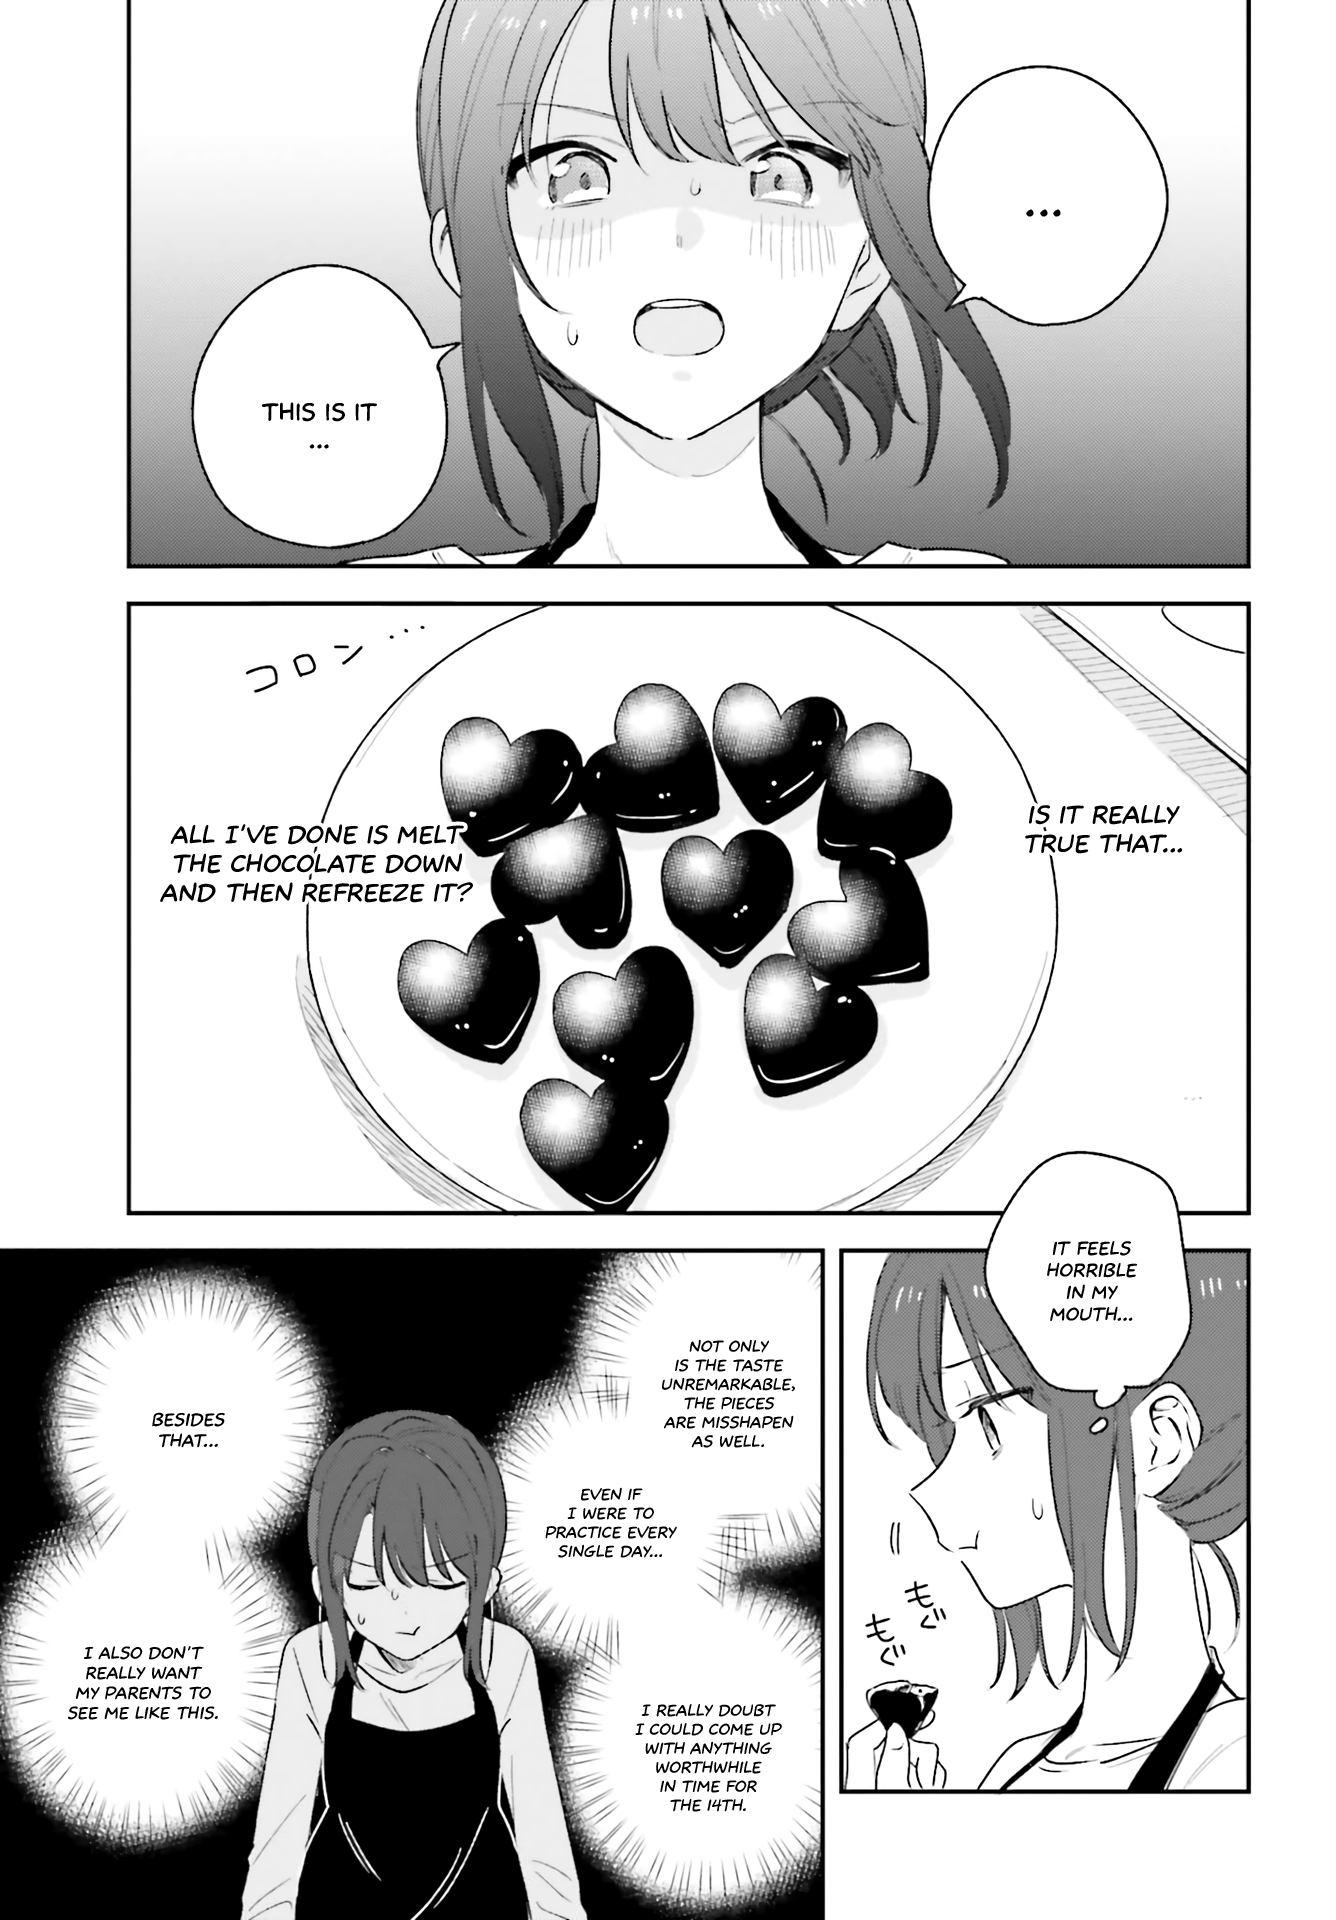 ...
THIS IS IT
...
コロン...
IS IT REALLY
TRUE THAT...
ALL I'VE DONE IS MELT
THE CHOCOLATE DOWN
AND THEN REFREEZE IT?
IT FEELS
HORRIBLE
IN MY
MOUTH...
もぐ
もぐ
NOT ONLY
IS THE TASTE
UNREMARKABLE,
THE PIECES
ARE MISSHAPEN
AS WELL.
EVEN IF
I WERE TO
PRACTICE EVERY
SINGLE DAY...
I REALLY DOUBT
I COULD COME UP
WITH ANYTHING
WORTHWHILE
IN TIME FOR
THE 14TH.
BESIDES
THAT...
I ALSO DON'T
REALLY WANT
MY PARENTS TO
SEE ME LIKE THIS.